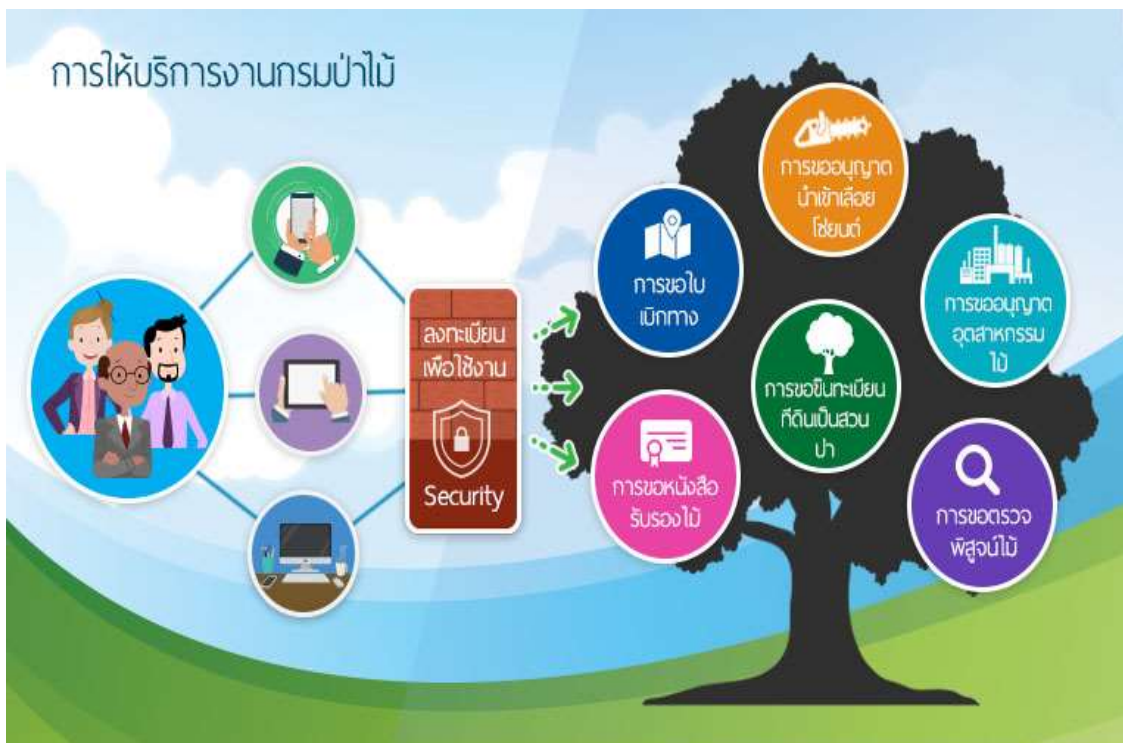 การให้บริการงานกรมป่าไม้
ลงทะเบียน
เพื่อใช้งาน
Security
การขออนุญาต
นำเข้าเลื่อย
โซ่ยนต์
การขอใบ
เบิกทาง
การขออนุญาต
อุตสาหกรรม
ไม้
การขอขึ้นทะเบียน
ที่ดินเป็นสวน
ป่า
การขอหนังสือ
รับรองไม้
การขอตรวจ
พิสูจน์ไม้